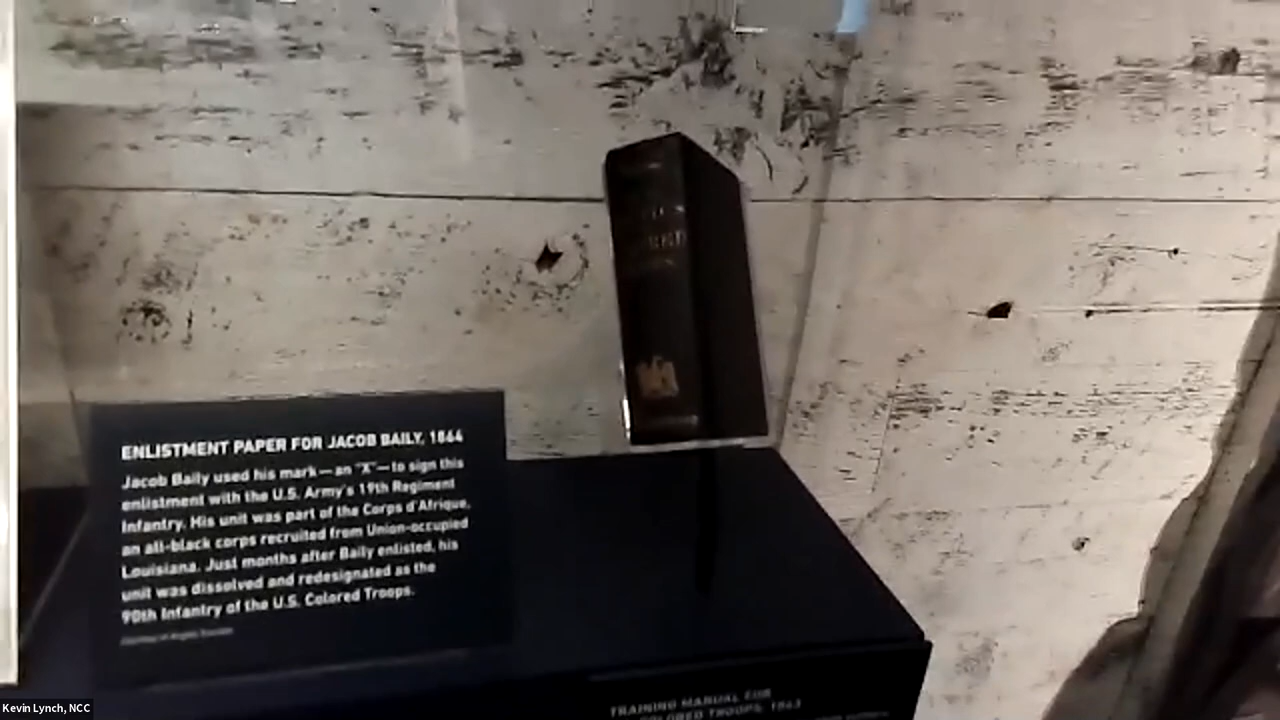 ENLISTMENT PAPER FOR JACOB BAILY, 1864
Jacob Baily used his mark—an "X"—to sign this
enlistment with the U.S. Army's 19th Regiment
Infantry. His unit was part of the Corps d'Afrique,
an all-black corps recruited from Union-occupied
Louisiana. Just months after Baily enlisted, his
unit was dissolved and redesignated as the
90th Infantry of the U.S. Colored Troops.
TRAINING MANUAL FOR
COLORED TROOPS, 1863
Kevin Lynch, NCC